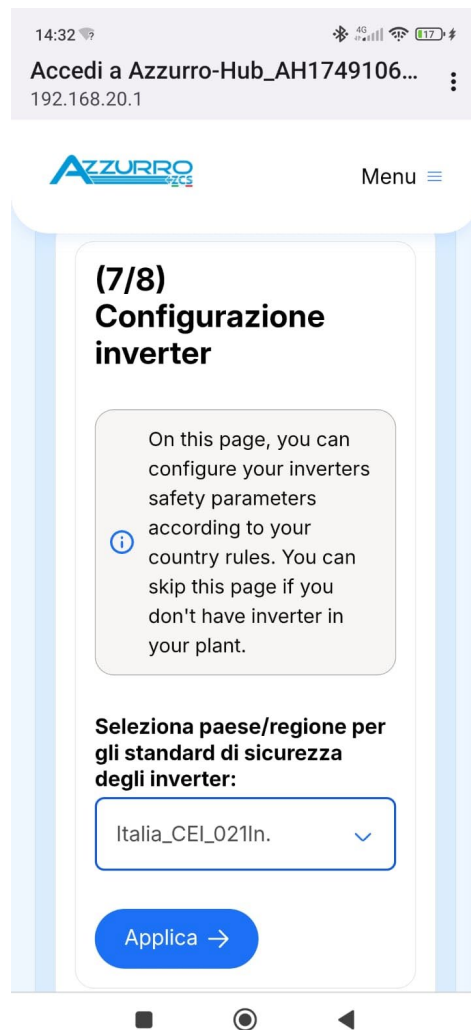 14:32
4G
17
Accedi a Azzurro-Hub_AH1749106...
192.168.20.1
AZZURRO
ZCS
Menu
(7/8)
Configurazione
inverter
On this page, you can
configure your inverters
safety parameters
according to your
country rules. You can
skip this page if you
don't have inverter in
your plant.
Seleziona paese/regione per
gli standard di sicurezza
degli inverter:
Italia_CEI_021In.
Applica →